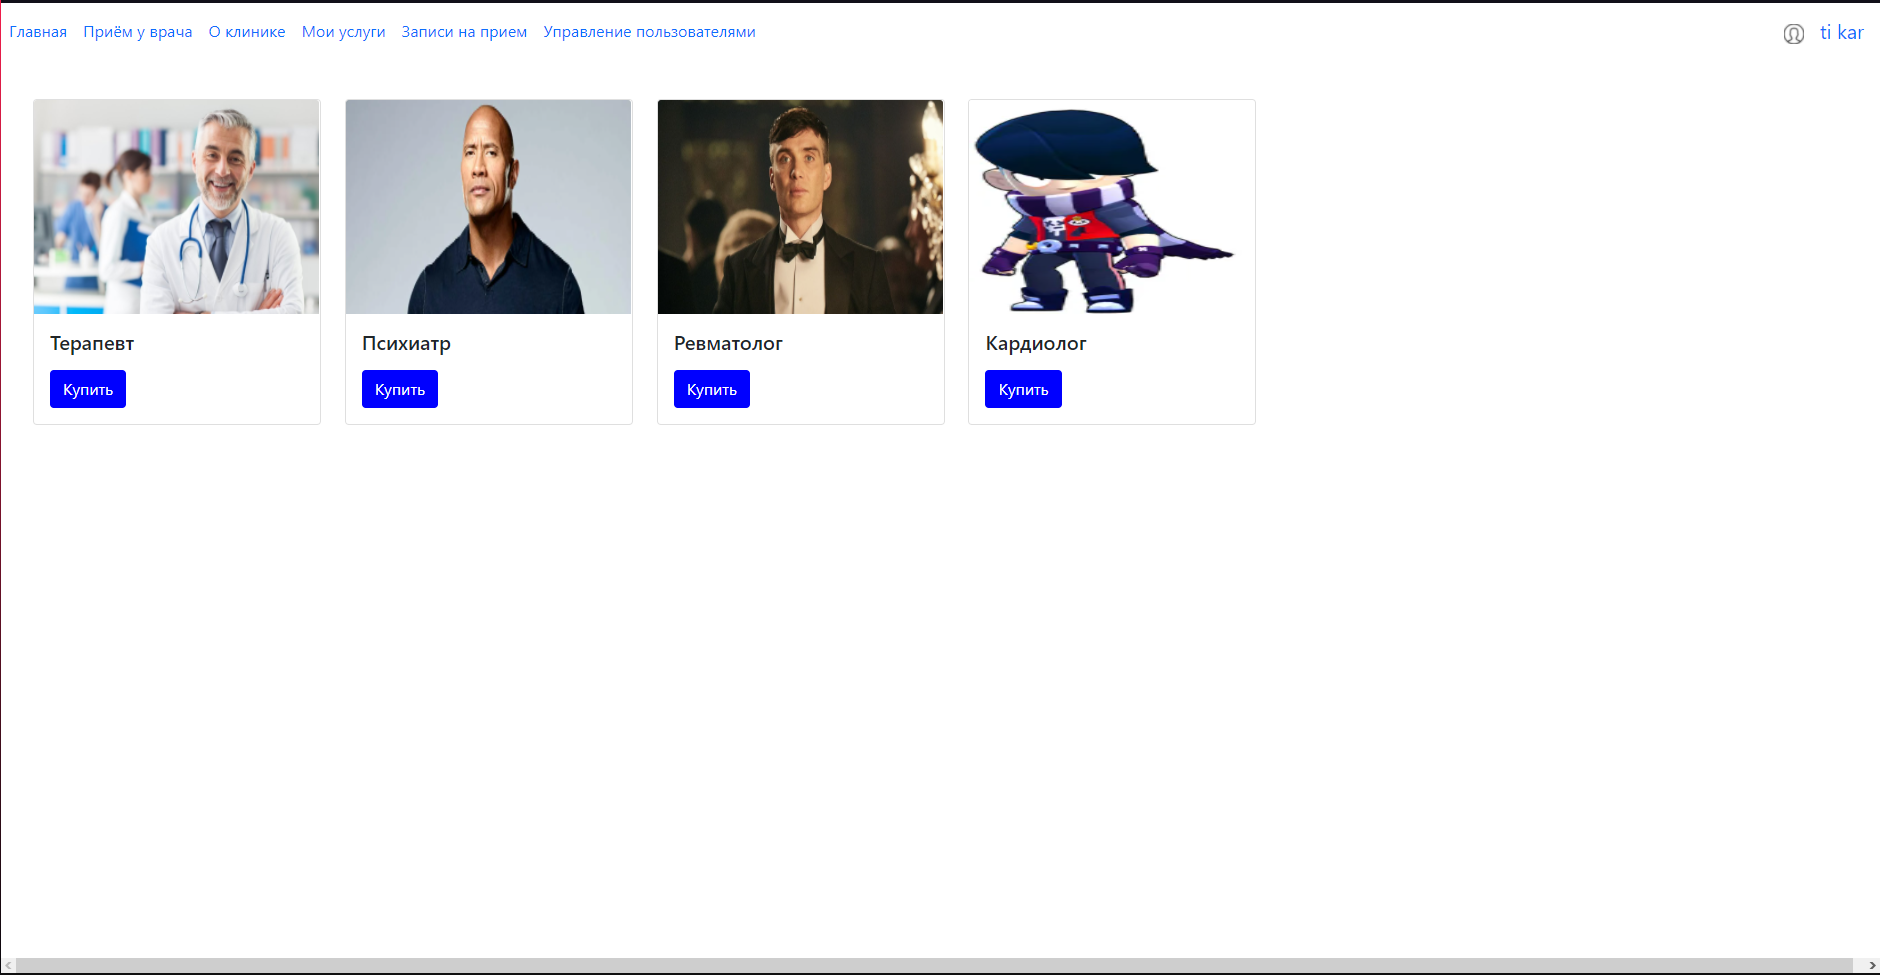 Главная Приём у врача О клинике Мои услуги Записи на прием Управление пользователями ti kar
Терапевт Психиатр Ревматолог Кардиолог
Купить Купить Купить Купить